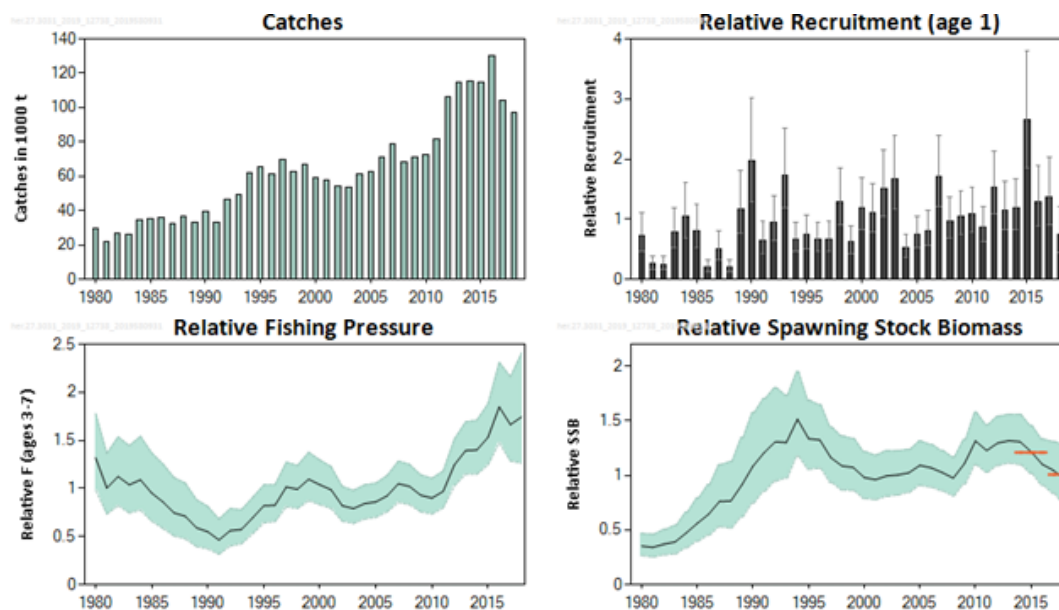 Catches
Catches in 1000 t
140
120
100
80
60
40
20
0
1980 1985 1990 1995 2000 2005 2010 2015
Relative Recruitment (age 1)
Relative Recruitment
4
3
2
1
0
1980 1985 1990 1995 2000 2005 2010 2015
Relative Fishing Pressure
Relative F (ages 3-7)
2.5
2
1.5
1
0.5
0
1980 1985 1990 1995 2000 2005 2010 2015
Relative Spawning Stock Biomass
Relative SSB
2
1.5
1
0.5
0
1980 1985 1990 1995 2000 2005 2010 2015